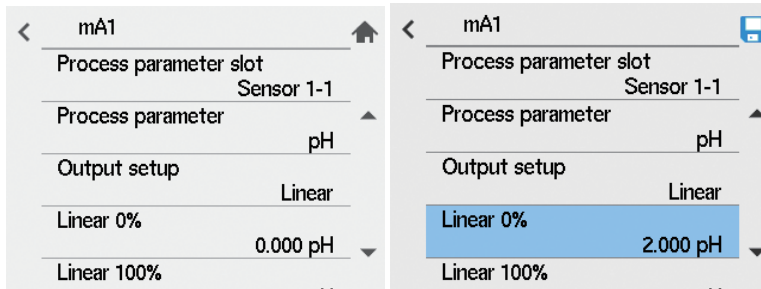 mA1
Process parameter slot
Sensor 1-1
Process parameter
pH
Output setup
Linear
Linear 0%
0.000 pH
Linear 100%
mA1
Process parameter slot
Sensor 1-1
Process parameter
pH
Output setup
Linear
Linear 0%
2.000 pH
Linear 100%